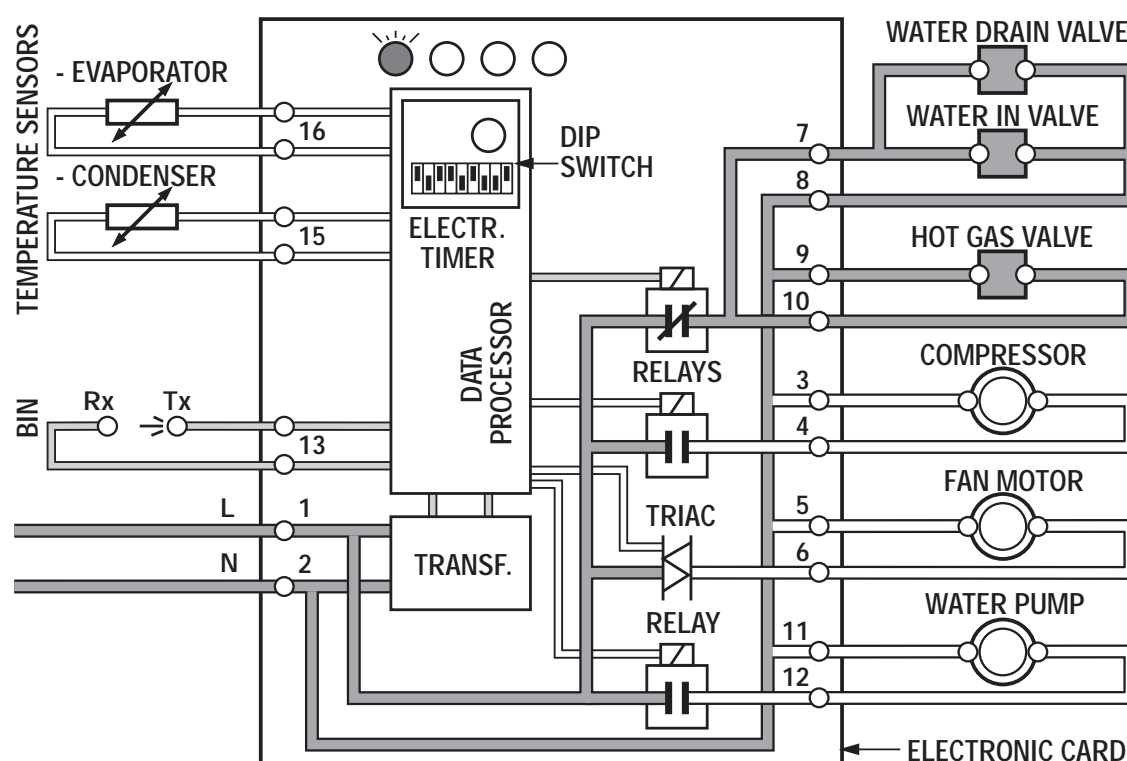 TEMPERATURE SENSORS
- EVAPORATOR
16
- CONDENSER
15
BIN
Rx
Tx
13
L
1
N
2
DIP
SWITCH
ELECTR.
TIMER
DATA
PROCESSOR
TRANSF.
RELAYS
TRIAC
RELAY
WATER DRAIN VALVE
WATER IN VALVE
7
8
HOT GAS VALVE
9
10
COMPRESSOR
3
4
FAN MOTOR
5
6
WATER PUMP
11
12
ELECTRONIC CARD